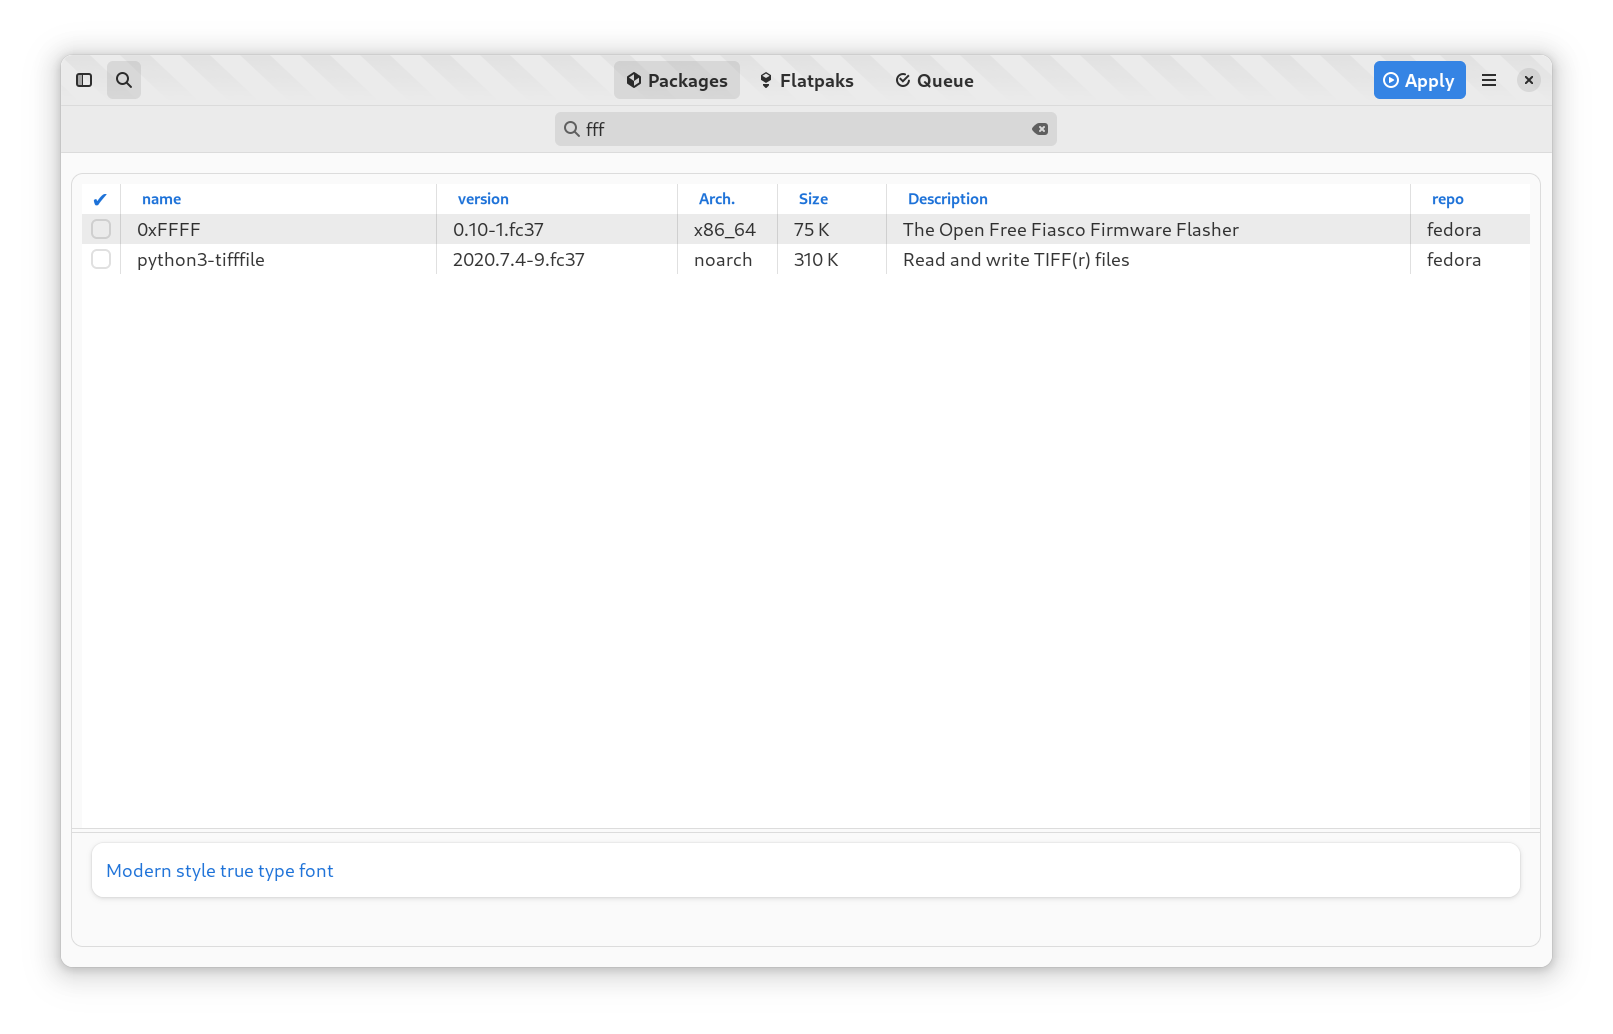 Packages Flatpaks Queue Apply
fff
✔ name version Arch. Size Description repo
0xFFFF 0.10-1.fc37 x86_64 75 K The Open Free Fiasco Firmware Flasher fedora
python3-tifffile 2020.7.4-9.fc37 noarch 310 K Read and write TIFF(r) files fedora
Modern style true type font